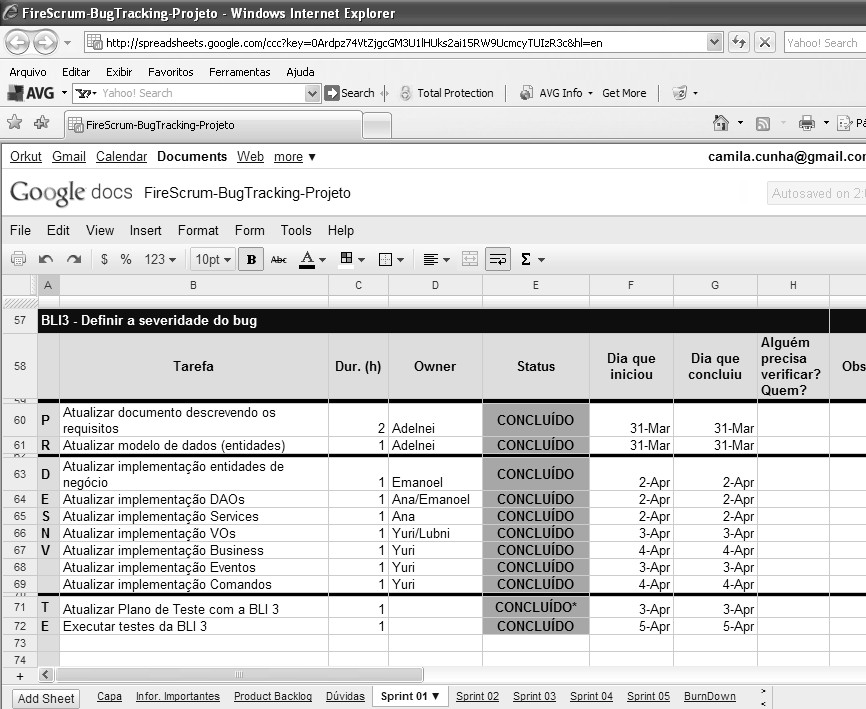 FireScrum-BugTracking-Projeto - Windows Internet Explorer
http://spreadsheets.google.com/ccc?key=0Ardpz74VtZjgcGM3U1lHUks2ai15RW9UcmcyTUIzR3c&hl=en
Yahoo! Search
Arquivo Editar Exibir Favoritos Ferramentas Ajuda
AVG Y! Yahoo! Search Search Total Protection AVG Info Get More
FireScrum-BugTracking-Projeto
Orkut Gmail Calendar Documents Web more ▼ camila.cunha@gmail.com
Google docs FireScrum-BugTracking-Projeto Autosaved on 2:
File Edit View Insert Format Form Tools Help
$ % 123 10pt B Abc A Σ
A B C D E F G H
57 BLI3 - Definir a severidade do bug
58 Tarefa Dur. (h) Owner Status Dia que iniciou Dia que concluiu Alguém precisa verificar? Quem? Obs
60 P Atualizar documento descrevendo os requisitos 2 Adelnei CONCLUÍDO 31-Mar 31-Mar
61 R Atualizar modelo de dados (entidades) 1 Adelnei CONCLUÍDO 31-Mar 31-Mar
63 D Atualizar implementação entidades de negócio 1 Emanoel CONCLUÍDO 2-Apr 2-Apr
64 E Atualizar implementação DAOs 1 Ana/Emanoel CONCLUÍDO 2-Apr 2-Apr
65 S Atualizar implementação Services 1 Ana CONCLUÍDO 2-Apr 2-Apr
66 N Atualizar implementação VOs 1 Yuri/Lubni CONCLUÍDO 3-Apr 3-Apr
67 V Atualizar implementação Business 1 Yuri CONCLUÍDO 4-Apr 4-Apr
68 Atualizar implementação Eventos 1 Yuri CONCLUÍDO 3-Apr 3-Apr
69 Atualizar implementação Comandos 1 Yuri CONCLUÍDO 4-Apr 4-Apr
71 T Atualizar Plano de Teste com a BLI 3 1 CONCLUÍDO* 3-Apr 3-Apr
72 E Executar testes da BLI 3 1 CONCLUÍDO 5-Apr 5-Apr
73
74
Add Sheet Capa Infor. Importantes Product Backlog Dúvidas Sprint 01 ▼ Sprint 02 Sprint 03 Sprint 04 Sprint 05 BurnDown